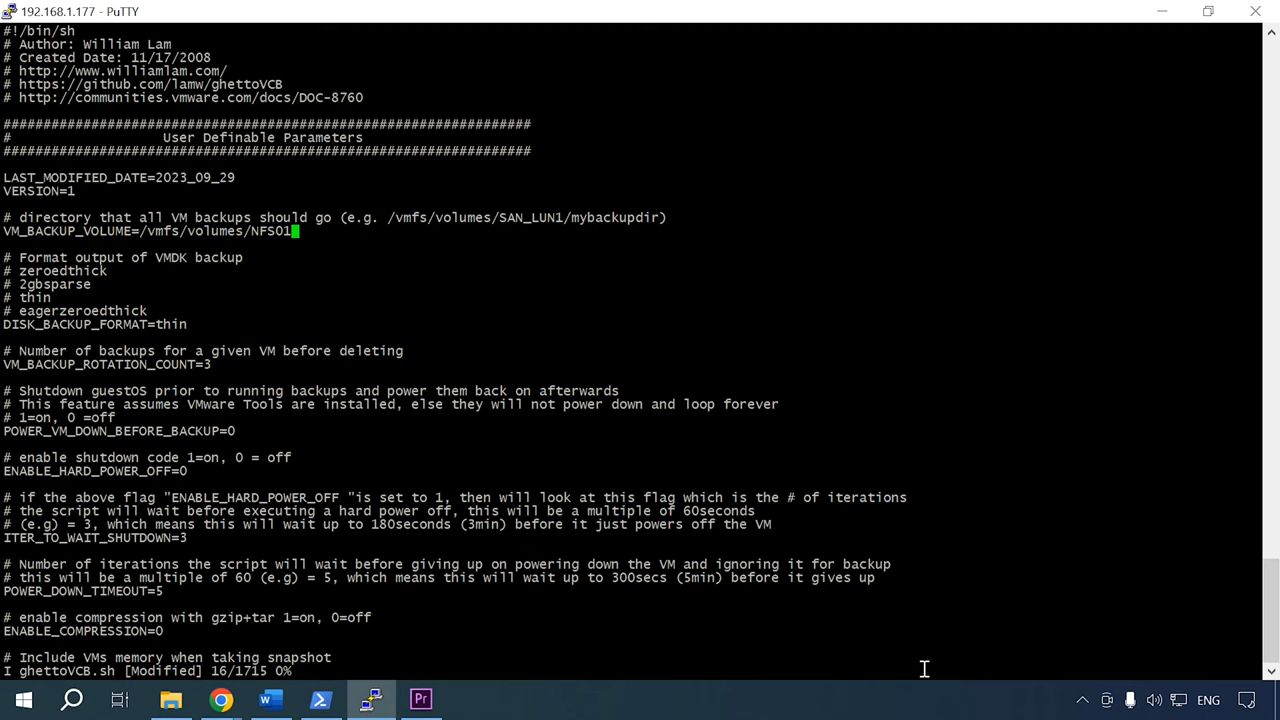 192.168.1.177 - PuTTY
#!/bin/sh
# Author: William Lam
# Created Date: 11/17/2008
# http://www.williamlam.com/
# https://github.com/lamw/ghettoVCB
# http://communities.vmware.com/docs/DOC-8760
##################################################################
#                   User Definable Parameters
##################################################################
LAST_MODIFIED_DATE=2023_09_29
VERSION=1
# directory that all VM backups should go (e.g. /vmfs/volumes/SAN_LUN1/mybackupdir)
VM_BACKUP_VOLUME=/vmfs/volumes/NFS01
# Format output of VMDK backup
# zeroedthick
# 2gbsparse
# thin
# eagerzeroedthick
DISK_BACKUP_FORMAT=thin
# Number of backups for a given VM before deleting
VM_BACKUP_ROTATION_COUNT=3
# Shutdown guestOS prior to running backups and power them back on afterwards
# This feature assumes VMware Tools are installed, else they will not power down and loop forever
# 1=on, 0 =off
POWER_VM_DOWN_BEFORE_BACKUP=0
# enable shutdown code 1=on, 0 = off
ENABLE_HARD_POWER_OFF=0
# if the above flag "ENABLE_HARD_POWER_OFF "is set to 1, then will look at this flag which is the # of iterations
# the script will wait before executing a hard power off, this will be a multiple of 60seconds
# (e.g) = 3, which means this will wait up to 180seconds (3min) before it just powers off the VM
ITER_TO_WAIT_SHUTDOWN=3
# Number of iterations the script will wait before giving up on powering down the VM and ignoring it for backup
# this will be a multiple of 60 (e.g) = 5, which means this will wait up to 300secs (5min) before it gives up
POWER_DOWN_TIMEOUT=5
# enable compression with gzip+tar 1=on, 0=off
ENABLE_COMPRESSION=0
# Include VMs memory when taking snapshot
I ghettoVCB.sh [Modified] 16/1715 0%
W
Pr
ENG